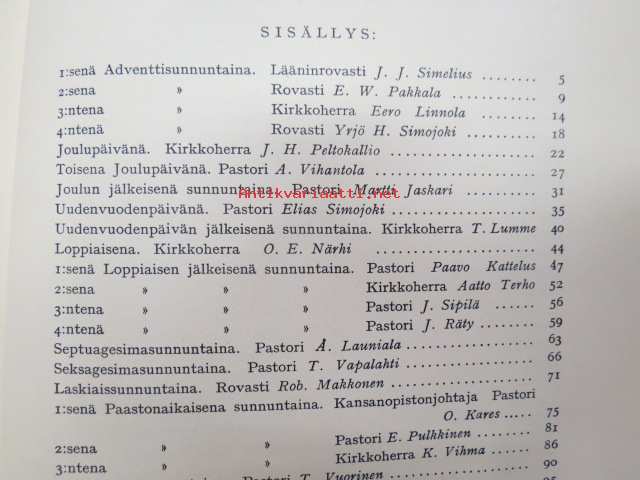 SISÄLLYS:
1:senä Adventtisunnuntaina. Lääninrovasti J. J. Simelius ........ 5
2:sena » Rovasti E. W. Pakkala ............ 9
3:ntena » Kirkkoherra Eero Linnola ........ 14
4:ntenä » Rovasti Yrjö H. Simojoki ........ 18
Joulupäivänä. Kirkkoherra J. H. Peltokallio .................. 22
Toisena Joulupäivänä. Pastori A. Vihantola .................. 27
Joulun jälkeisenä sunnuntaina. Pastori Martti Jaskari ........ 31
Antikvariaatti.net
Uudenvuodenpäivänä. Pastori Elias Simojoki .................. 35
Uudenvuodenpäivän jälkeisenä sunnuntaina. Kirkkoherra T. Lumme 40
Loppiaisena. Kirkkoherra O. E. Närhi ...................... 44
1:senä Loppiaisen jälkeisenä sunnuntaina. Pastori Paavo Kattelus 47
2:sena » » » Kirkkoherra Aatto Terho 52
3:ntena » » » Pastori J. Sipilä ...... 56
4:ntenä » » » Pastori J. Räty ........ 59
Septuagesimasunnuntaina. Pastori A. Launiala ................ 63
Seksagesimasunnuntaina. Pastori T. Vapalahti ................ 66
Laskiaissunnuntaina. Rovasti Rob. Makkonen .................. 71
1:senä Paastonaikaisena sunnuntaina. Kansanopistonjohtaja Pastori
O. Kares ..... 75
2:sena » » Pastori E. Pulkkinen ........ 81
3:ntena » » Kirkkoherra K. Vihma ...... 86
Pastori T. Vuorinen .......... 90